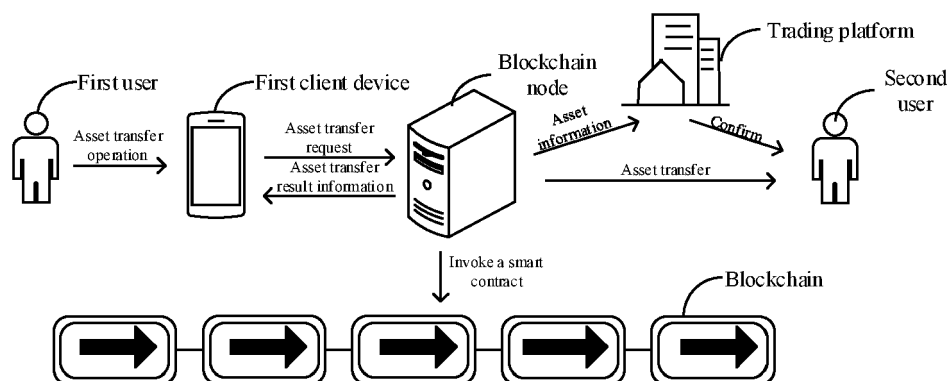 Trading platform
First user
First client device
Blockchain
node
Second
user
Asset transfer
operation
Asset transfer
request
Asset transfer
result information
Asset
information
Confirm
Asset transfer
Invoke a smart
contract
Blockchain